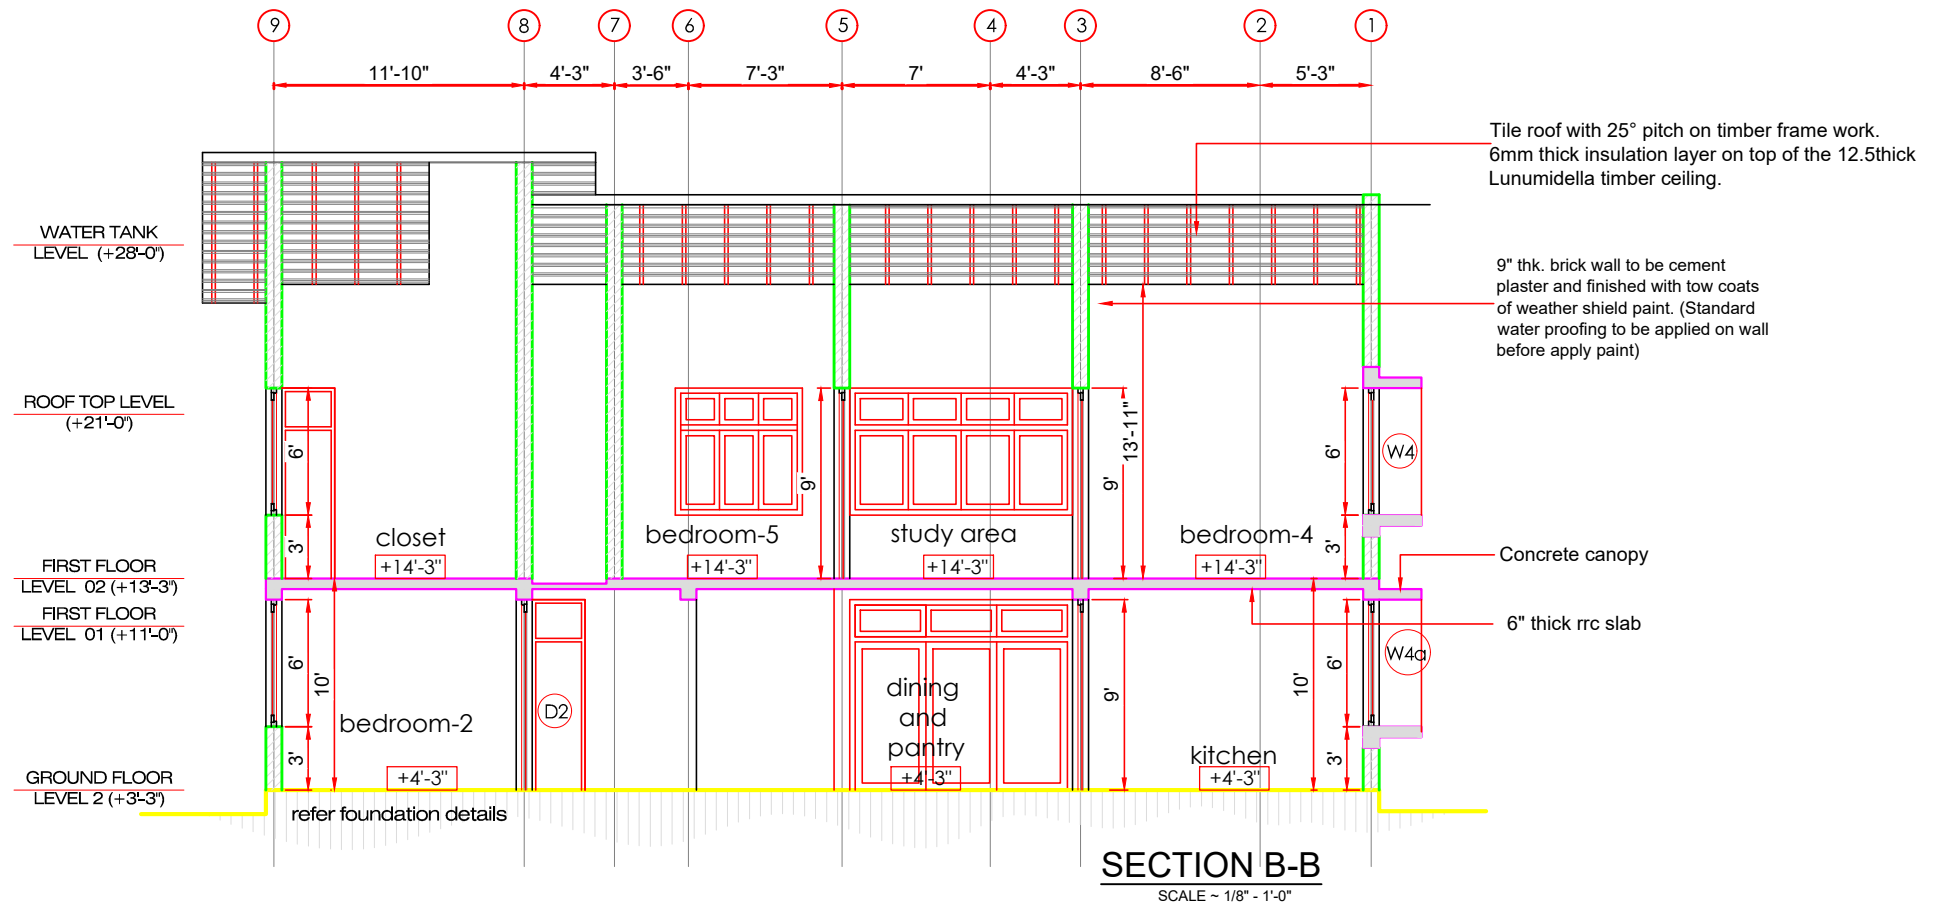 9 8 7 6 5 4 3 2 1
11'-10" 4'-3" 3'-6" 7'-3" 7' 4'-3" 8'-6" 5'-3"
Tile roof with 25° pitch on timber frame work.
6mm thick insulation layer on top of the 12.5thick
Lunumidella timber ceiling.
WATER TANK
LEVEL (+28'-0")
9" thk. brick wall to be cement
plaster and finished with tow coats
of weather shield paint. (Standard
water proofing to be applied on wall
before apply paint)
ROOF TOP LEVEL
(+21'-0")
6'
9'
9'
13'-11"
6'
W4
3'
closet
+14'-3"
bedroom-5
+14'-3"
study area
+14'-3"
bedroom-4
+14'-3"
3'
Concrete canopy
FIRST FLOOR
LEVEL 02 (+13'-3")
FIRST FLOOR
LEVEL 01 (+11'-0")
6" thick rrc slab
6'
10'
D2
9'
10'
6'
W4a
bedroom-2
+4'-3"
dining
and
pantry
+4'-3"
kitchen
+4'-3"
3'
3'
GROUND FLOOR
LEVEL 2 (+3'-3")
refer foundation details
SECTION B-B
SCALE ~ 1/8" - 1'-0"